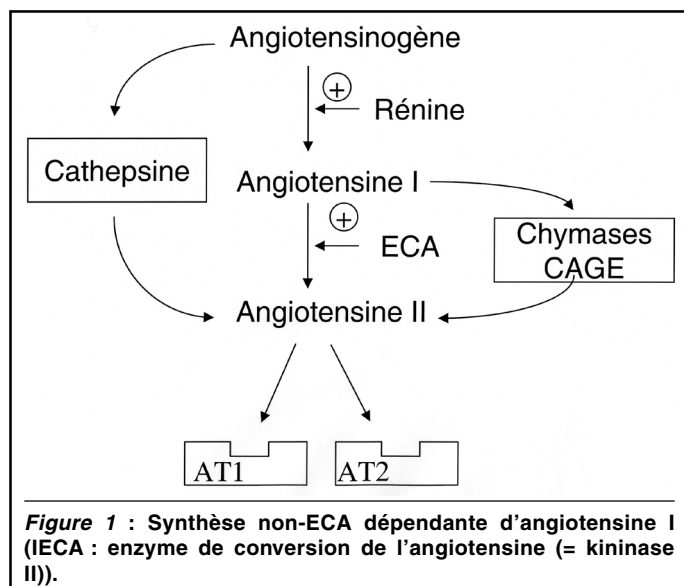 Angiotensinogène
+
Rénine
Cathepsine
Angiotensine I
+
ECA
Chymases
CAGE
Angiotensine II
AT1
AT2
Figure 1 : Synthèse non-ECA dépendante d’angiotensine I
(IECA : enzyme de conversion de l’angiotensine (= kininase
II)).